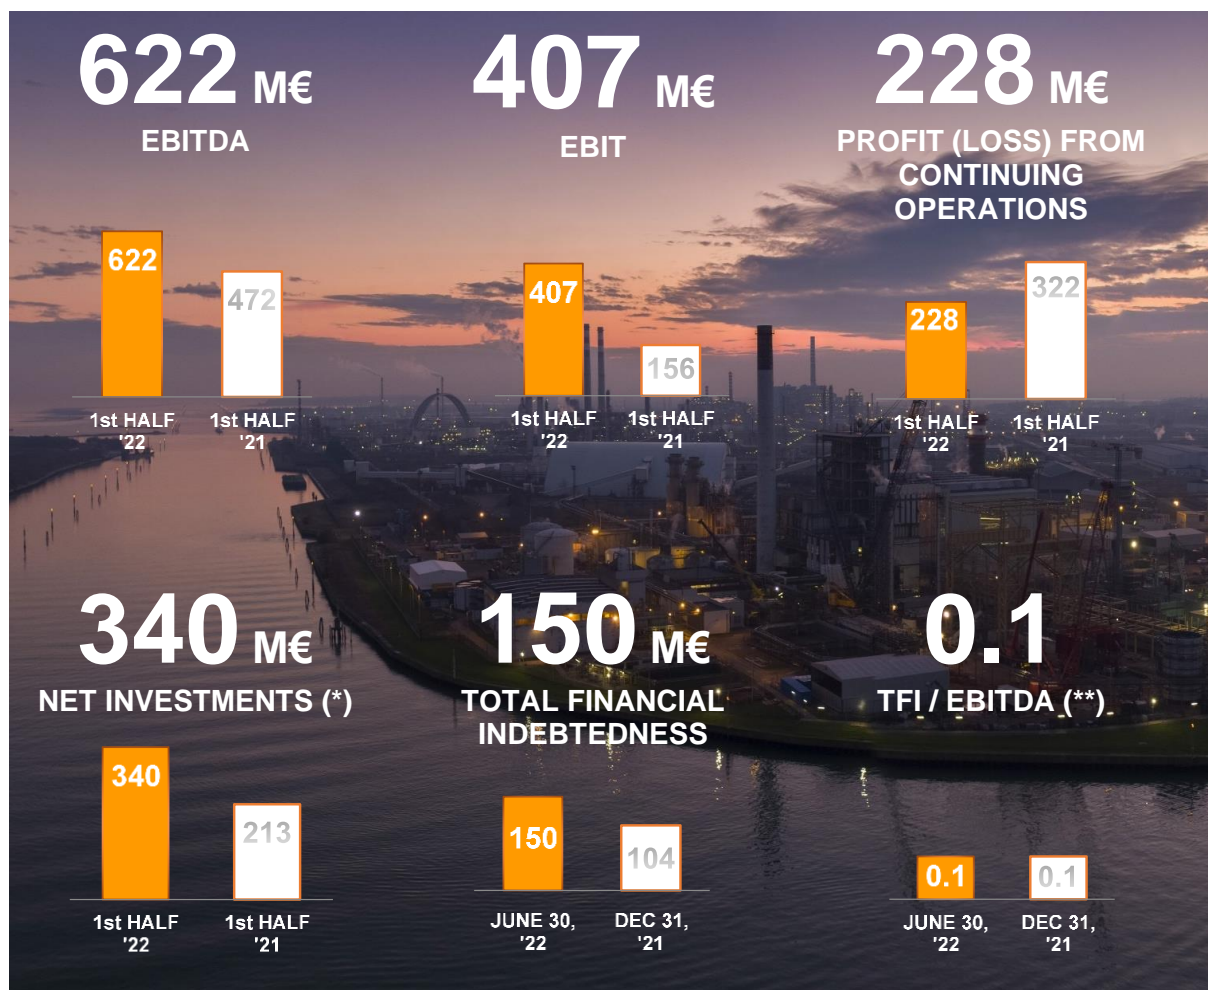 622 M€
EBITDA
622
472
1st HALF
'22
1st HALF
'21
407 M€
EBIT
407
156
1st HALF
'22
1st HALF
'21
228 M€
PROFIT (LOSS) FROM
CONTINUING
OPERATIONS
228
322
1st HALF
'22
1st HALF
'21
340 M€
NET INVESTMENTS (*)
340
213
1st HALF
'22
1st HALF
'21
150 M€
TOTAL FINANCIAL
INDEBTEDNESS
150
104
JUNE 30,
'22
DEC 31,
'21
0.1
TFI / EBITDA (**)
0.1
0.1
JUNE 30,
'22
DEC 31,
'21